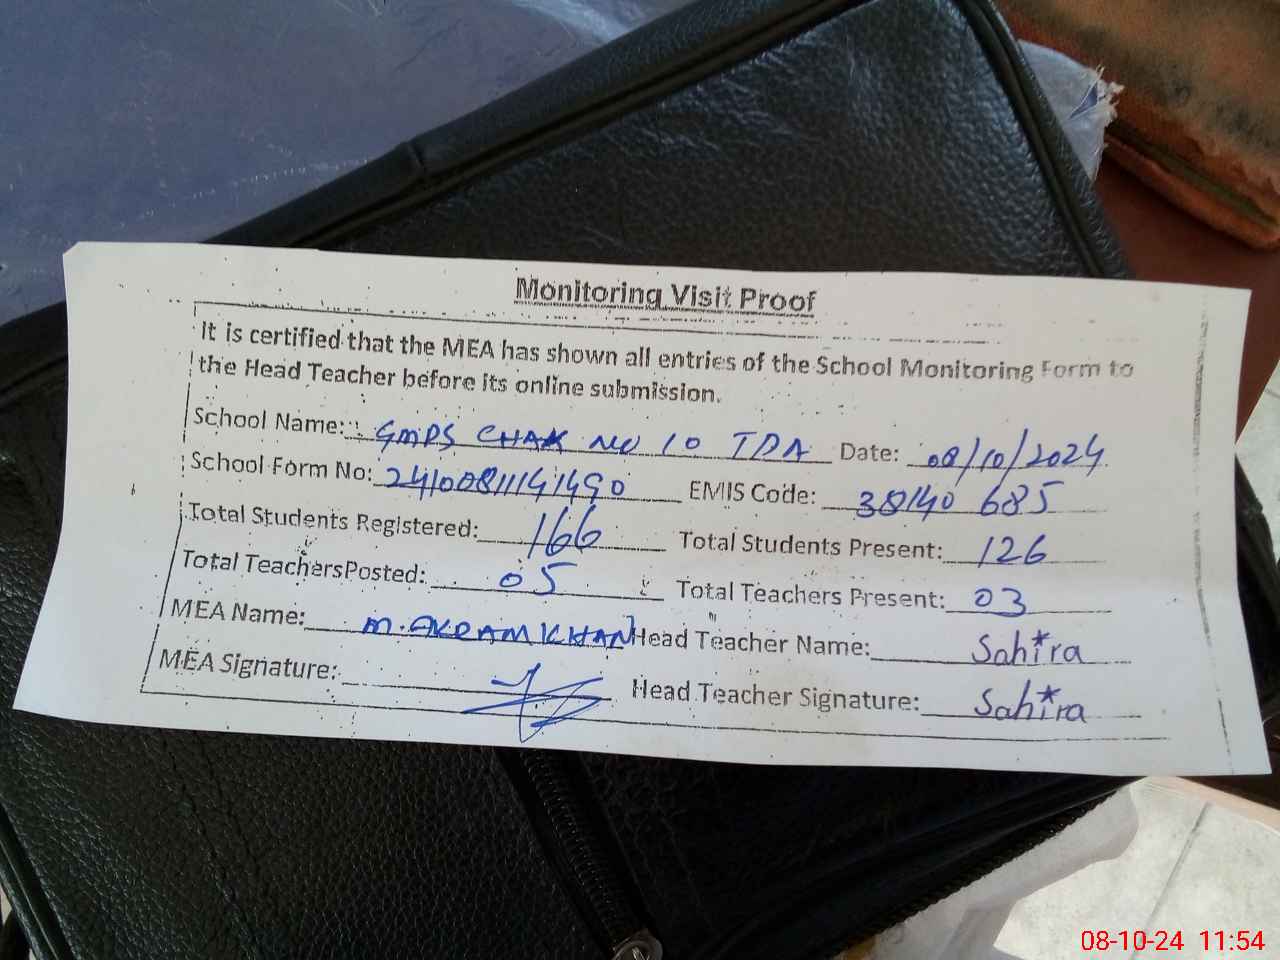 Monitoring Visit Proof
It is certified that the MEA has shown all entries of the School Monitoring Form to
the Head Teacher before its online submission.
School Name: GMPS CHAK NO 10 TDA Date: 08/10/2024
School Form No: 24100811141490 EMIS Code: 38140 685
Total Students Registered: 166 Total Students Present: 126
Total Teachers Posted: 05 Total Teachers Present: 03
MEA Name: M. AKRAM KHAN Head Teacher Name: Sahira
MEA Signature: Head Teacher Signature: Sahira
08-10-24 11:54